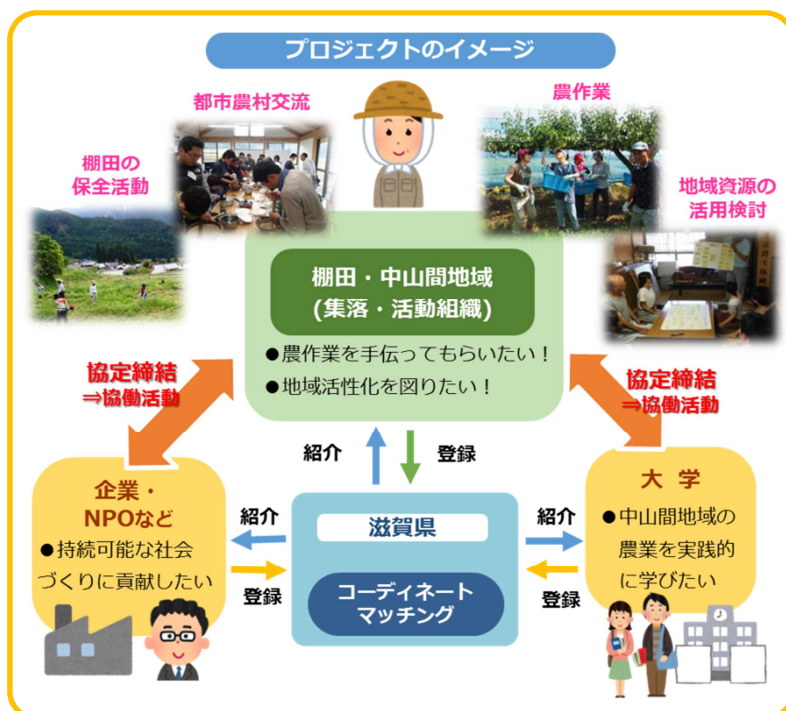 プロジェクトのイメージ
都市農村交流
農作業
棚田の
保全活動
地域資源の
活用検討
棚田・中山間地域
(集落・活動組織)
●農作業を手伝ってもらいたい!
●地域活性化を図りたい!
協定締結
⇒協働活動
協定締結
⇒協働活動
紹介
登録
企業・
NPOなど
●持続可能な社会
づくりに貢献したい
紹介
登録
滋賀県
コーディネート
マッチング
紹介
登録
大 学
●中山間地域の
農業を実践的
に学びたい